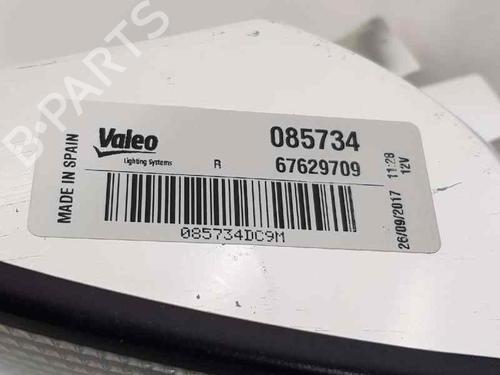 B-PARTS
MADE IN SPAIN
Valeo
Lighting Systems
R
085734
67629709
085734DC9M
26/09/2017 11:28
12V